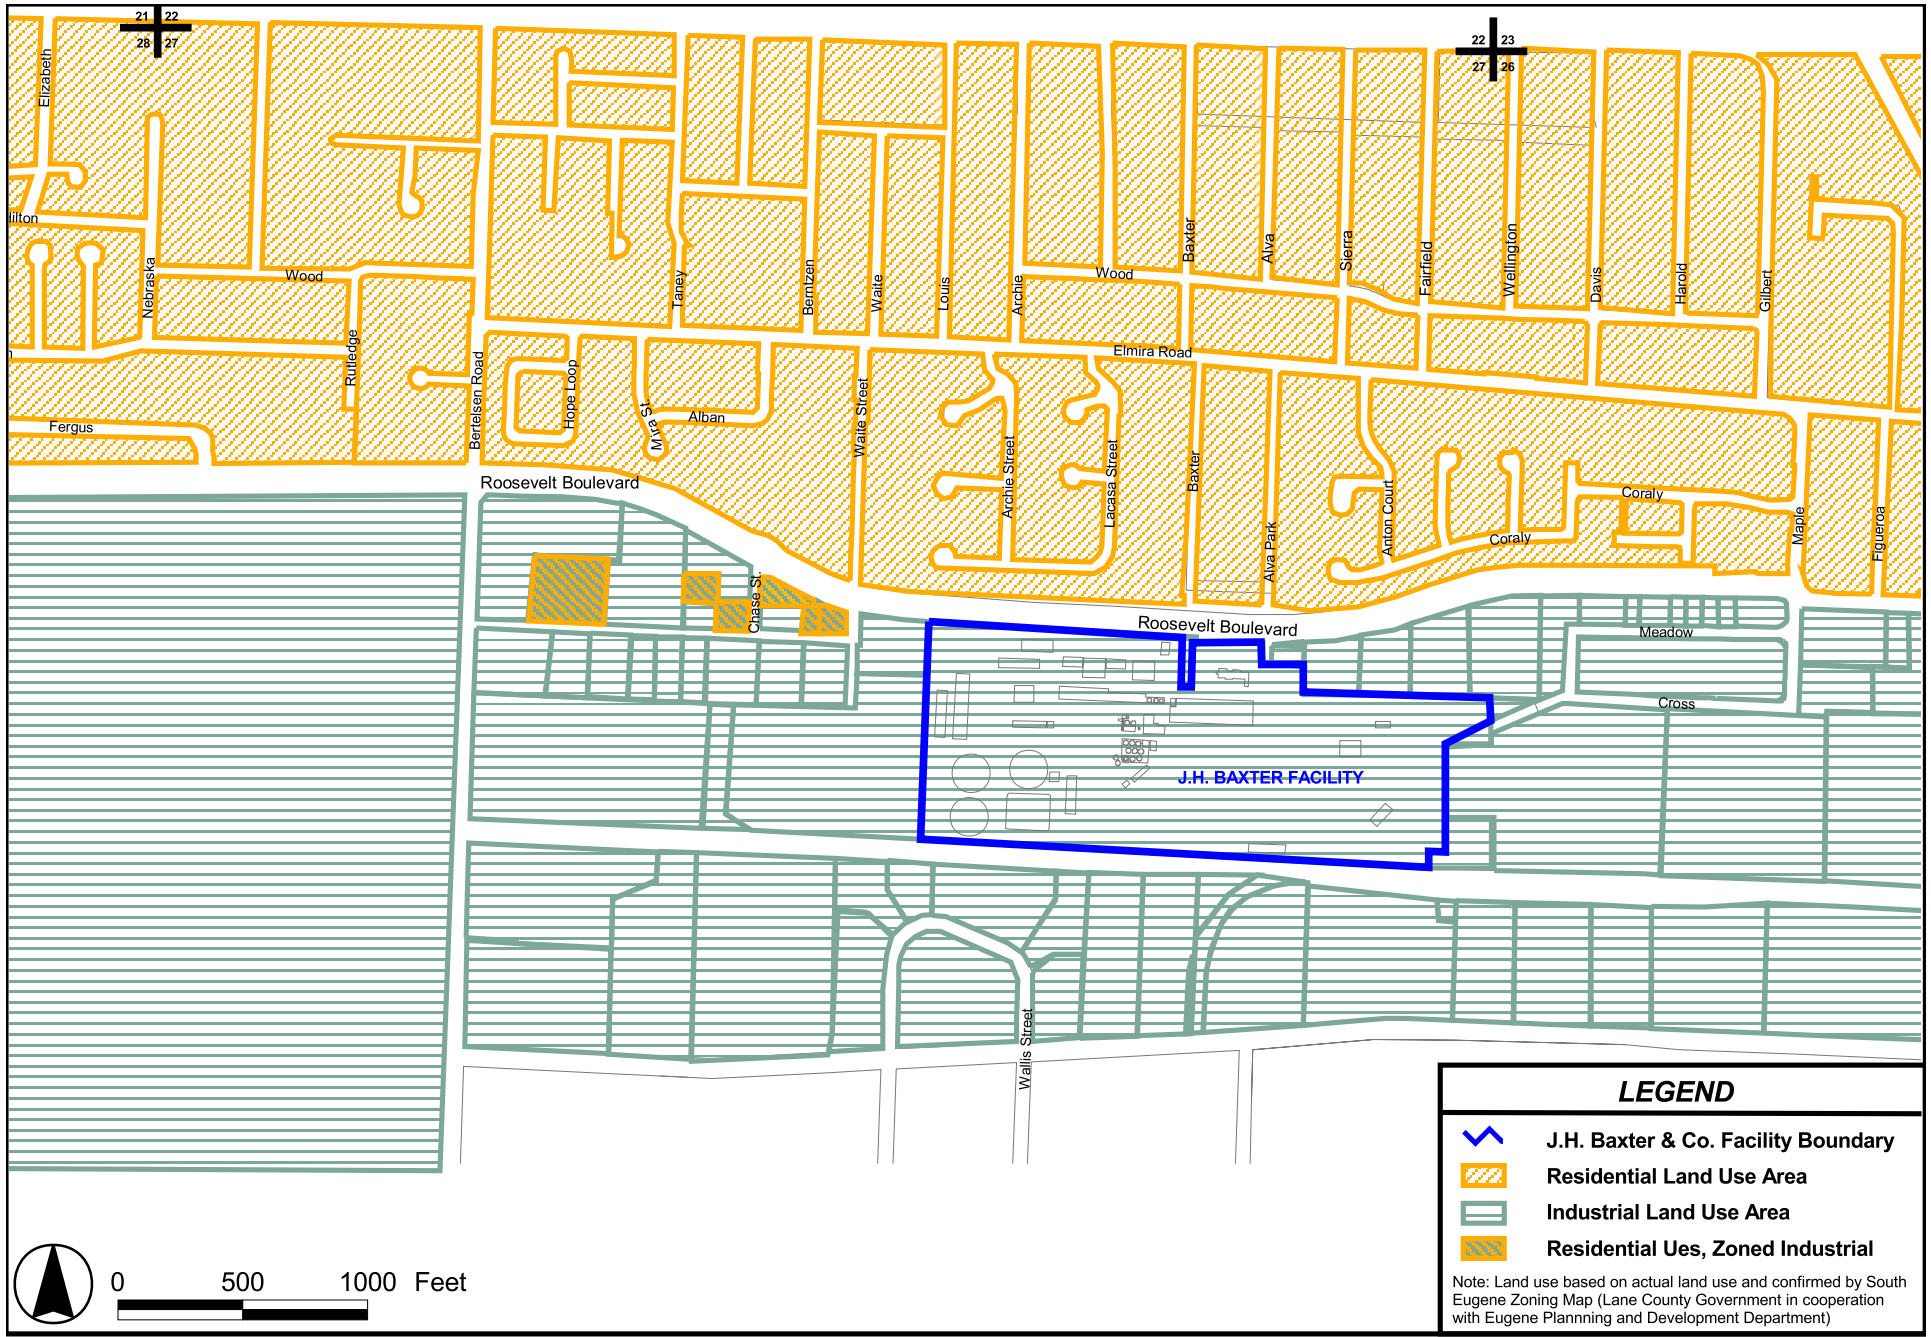 21 22
28 27
22 23
27 26
Elizabeth
Hilton
Nebraska
Wood
Rutledge
Fergus
Bertelsen Road
Hope Loop
Mira St.
Alban
Taney
Berntzen
Waite
Louis
Archie
Wood
Baxter
Alva
Sierra
Fairfield
Wellington
Davis
Harold
Gilbert
Elmira Road
Waite Street
Archie Street
Lacasa Street
Baxter
Alva Park
Anton Court
Coraly
Coraly
Maple
Figueroa
Roosevelt Boulevard
Chase St.
Roosevelt Boulevard
Meadow
Cross
J.H. BAXTER FACILITY
Wallis Street
LEGEND
J.H. Baxter & Co. Facility Boundary
Residential Land Use Area
Industrial Land Use Area
Residential Ues, Zoned Industrial
Note: Land use based on actual land use and confirmed by South
Eugene Zoning Map (Lane County Government in cooperation
with Eugene Plannning and Development Department)
0 500 1000 Feet